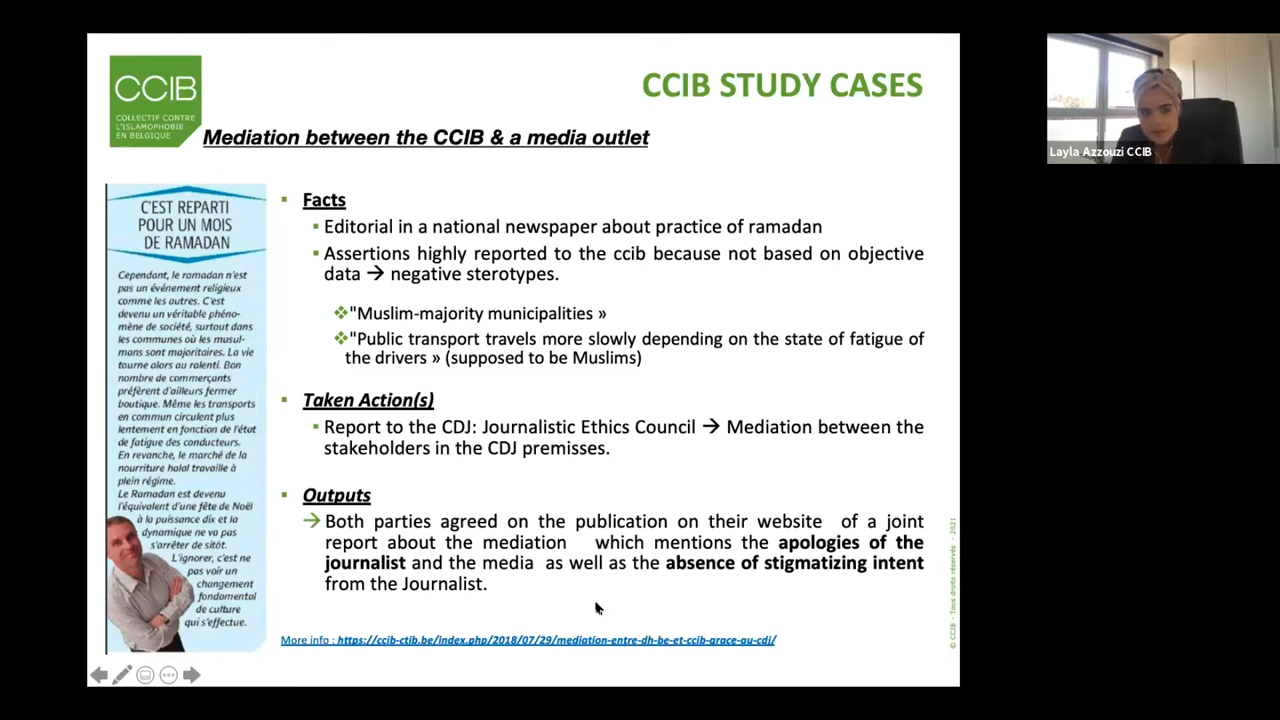 CCIB
COLLECTIF CONTRE
L'ISLAMOPHOBIE
EN BELGIQUE
CCIB STUDY CASES
Mediation between the CCIB & a media outlet
C'EST REPARTI
POUR UN MOIS
DE RAMADAN
Cependant, le ramadan n'est
pas un événement religieux
comme les autres. C'est
devenu un véritable phéno-
mène de société, surtout dans
les communes où les musul-
mans sont majoritaires. La vie
tourne alors au ralenti. Bon
nombre de commerçants
préfèrent d'ailleurs fermer
boutique. Même les transports
en commun circulent plus
lentement en fonction de l'état
de fatigue des conducteurs.
En revanche, le marché de la
nourriture halal travaille à
plein régime.
Le Ramadan est devenu
l'équivalent d'une fête de Noël
à la puissance dix et la
dynamique ne va pas
s'arrêter de sitôt.
L'ignorer, c'est ne
pas voir un
changement
fondamental
de culture
qui s'effectue.
▪ Facts
▪ Editorial in a national newspaper about practice of ramadan
▪ Assertions highly reported to the ccib because not based on objective
data → negative sterotypes.
❖"Muslim-majority municipalities »
❖"Public transport travels more slowly depending on the state of fatigue of
the drivers » (supposed to be Muslims)
▪ Taken Action(s)
▪ Report to the CDJ: Journalistic Ethics Council → Mediation between the
stakeholders in the CDJ premisses.
▪ Outputs
→ Both parties agreed on the publication on their website of a joint
report about the mediation which mentions the apologies of the
journalist and the media as well as the absence of stigmatizing intent
from the Journalist.
More info : https://ccib-ctib.be/index.php/2018/07/29/mediation-entre-dh-be-et-ccib-grace-au-cdj/
© CCIB - Tous droits réservés - 2021
Layla Azzouzi CCIB